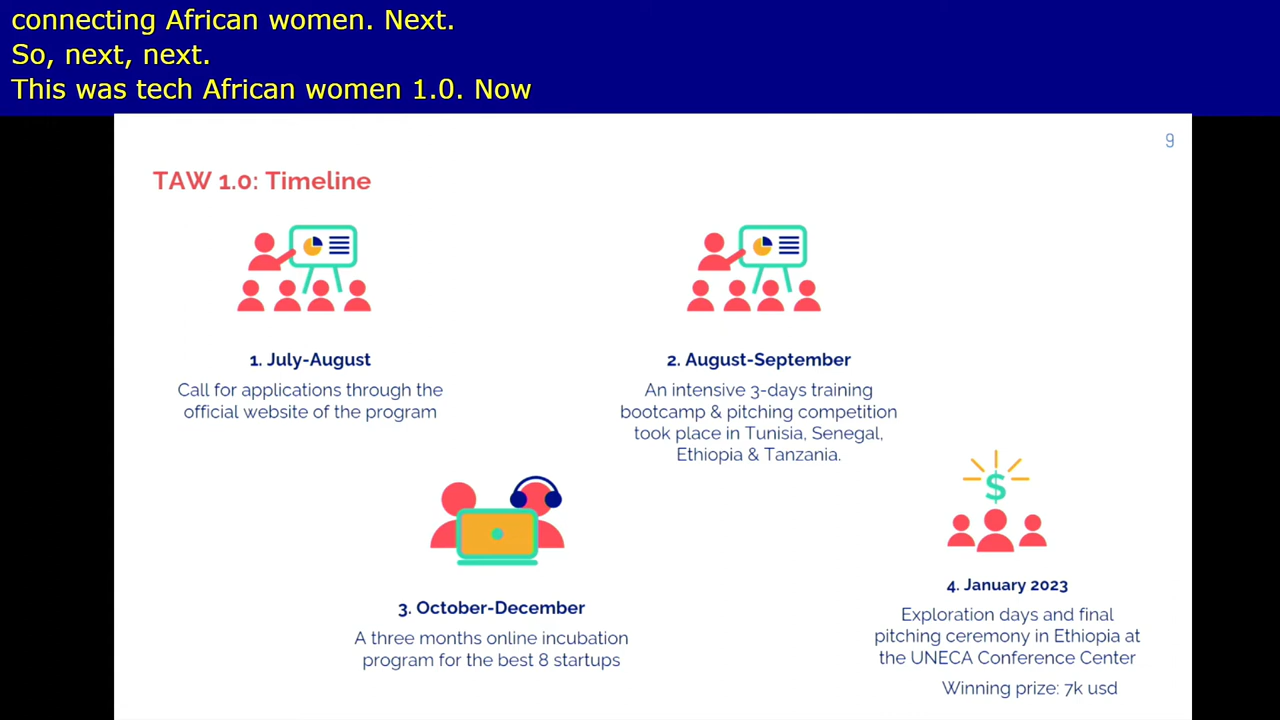 connecting African women. Next.
So, next, next.
This was tech African women 1.0. Now
9
TAW 1.0: Timeline
1. July-August
Call for applications through the
official website of the program
2. August-September
An intensive 3-days training
bootcamp & pitching competition
took place in Tunisia, Senegal,
Ethiopia & Tanzania.
$
3. October-December
A three months online incubation
program for the best 8 startups
4. January 2023
Exploration days and final
pitching ceremony in Ethiopia at
the UNECA Conference Center
Winning prize: 7k usd